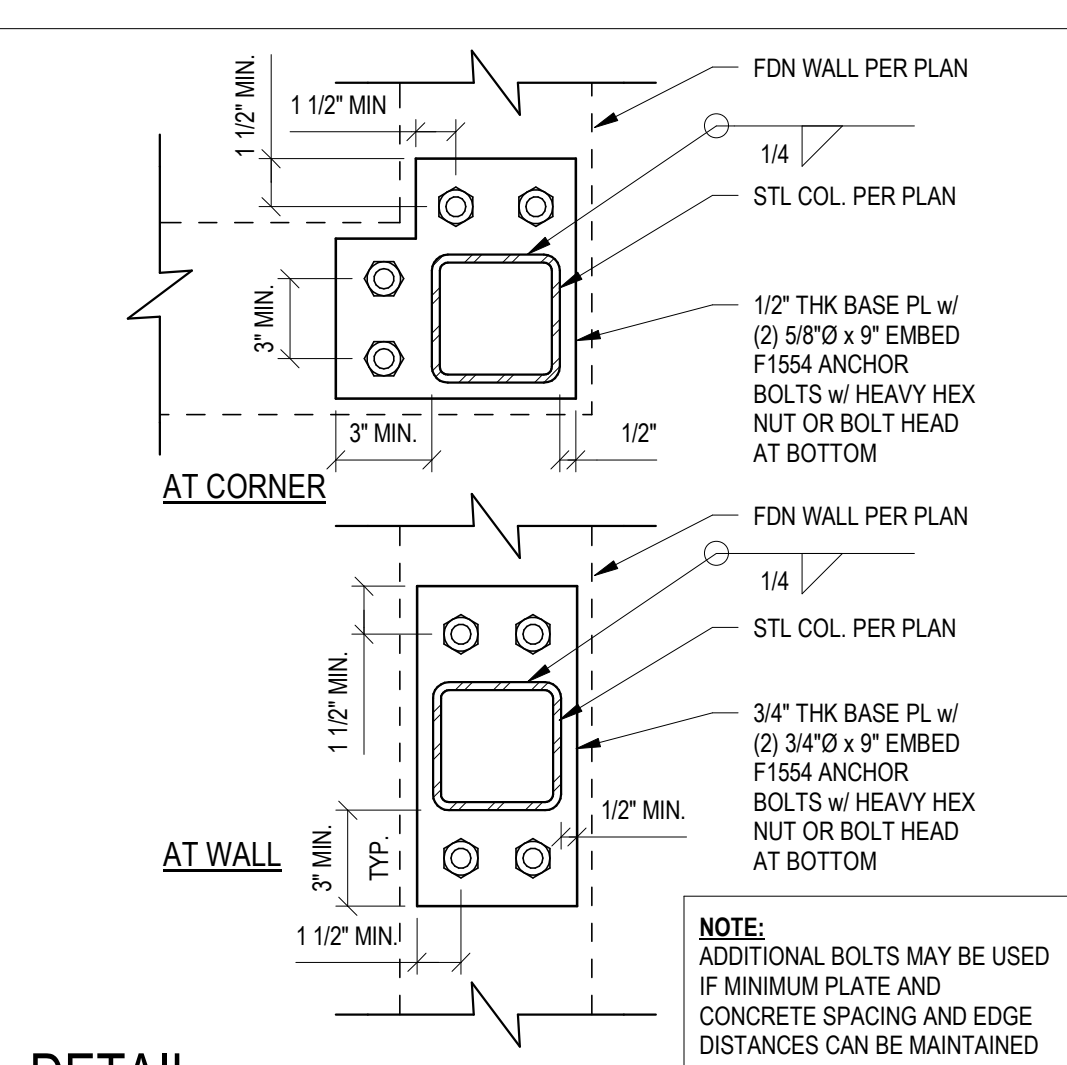 1 1/2" MIN.
1 1/2" MIN
FDN WALL PER PLAN
1/4
STL COL. PER PLAN
3" MIN.
1/2" THK BASE PL w/
(2) 5/8"Ø x 9" EMBED
F1554 ANCHOR
BOLTS w/ HEAVY HEX
NUT OR BOLT HEAD
AT BOTTOM
3" MIN.
1/2"
AT CORNER
FDN WALL PER PLAN
1/4
STL COL. PER PLAN
1 1/2" MIN.
3/4" THK BASE PL w/
(2) 3/4"Ø x 9" EMBED
F1554 ANCHOR
BOLTS w/ HEAVY HEX
NUT OR BOLT HEAD
AT BOTTOM
1/2" MIN.
AT WALL
3" MIN.
TYP.
1 1/2" MIN.
NOTE:
ADDITIONAL BOLTS MAY BE USED
IF MINIMUM PLATE AND
CONCRETE SPACING AND EDGE
DISTANCES CAN BE MAINTAINED
DETAIL